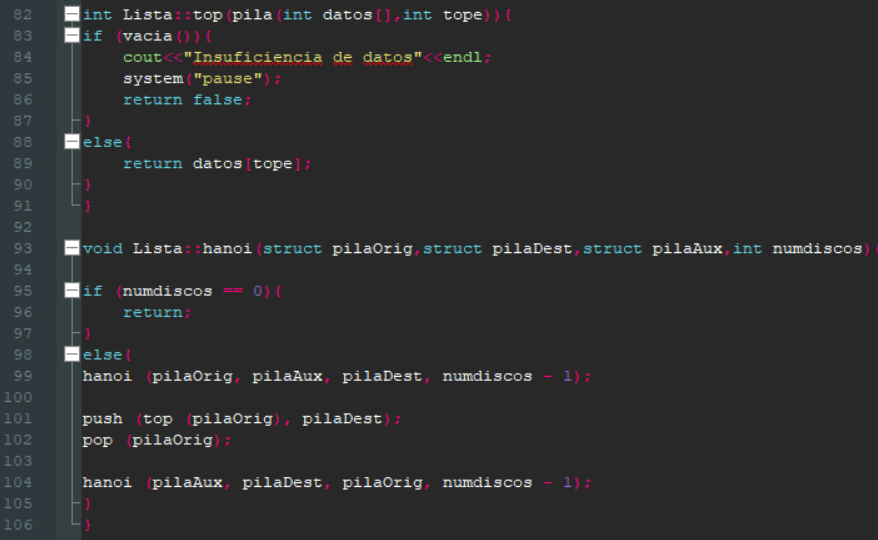 82 int Lista::top(pila(int datos[],int tope)){
83 if (vacia()){
84 cout<<"Insuficiencia de datos"<<endl;
85 system("pause");
86 return false;
87 }
88 else{
89 return datos[tope];
90 }
91 }
92
93 void Lista::hanoi(struct pilaOrig,struct pilaDest,struct pilaAux,int numdiscos){
94
95 if (numdiscos == 0){
96 return;
97 }
98 else{
99 hanoi (pilaOrig, pilaAux, pilaDest, numdiscos - 1);
100
101 push (top (pilaOrig), pilaDest);
102 pop (pilaOrig);
103
104 hanoi (pilaAux, pilaDest, pilaOrig, numdiscos - 1);
105 }
106 }